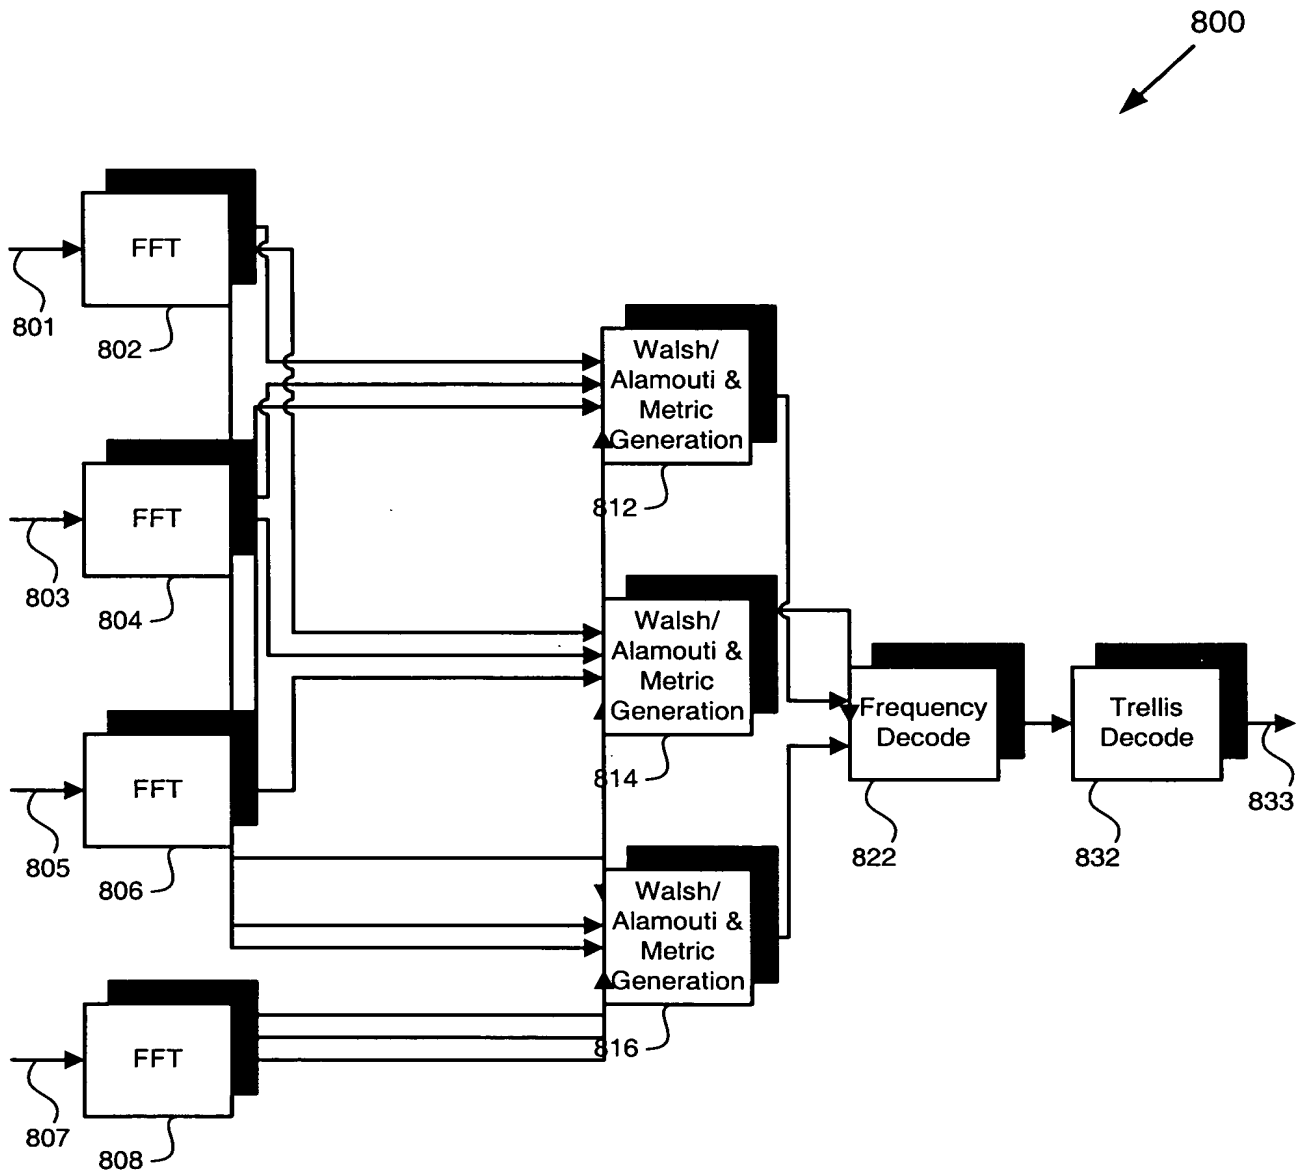 800
FFT
801
802
Walsh/
Alamouti &
Metric
Generation
812
FFT
803
804
Walsh/
Alamouti &
Metric
Generation
814
Frequency
Decode
822
Trellis
Decode
832
833
FFT
805
806
Walsh/
Alamouti &
Metric
Generation
816
FFT
807
808